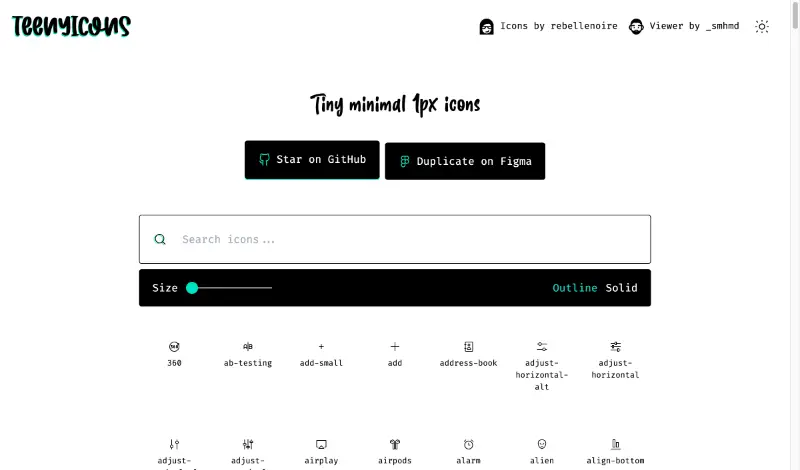 TEENYICONS
Icons by rebellenoire Viewer by _smhmd
Tiny minimal 1px icons
Star on GitHub Duplicate on Figma
Search icons...
Size Outline Solid
360 ab-testing add-small add address-book adjust-horizontal-alt adjust-horizontal
adjust- adjust- airplay airpods alarm alien align-bottom